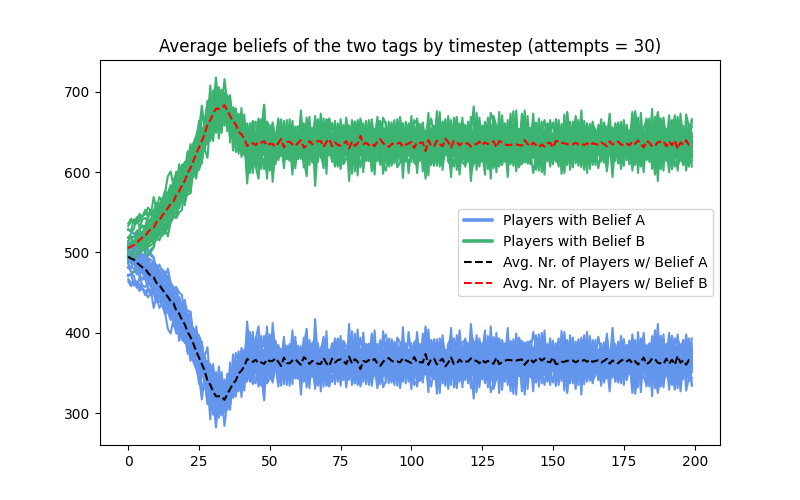 Average beliefs of the two tags by timestep (attempts = 30)
700
600
500
400
300
Players with Belief A
Players with Belief B
Avg. Nr. of Players w/ Belief A
Avg. Nr. of Players w/ Belief B
0 25 50 75 100 125 150 175 200